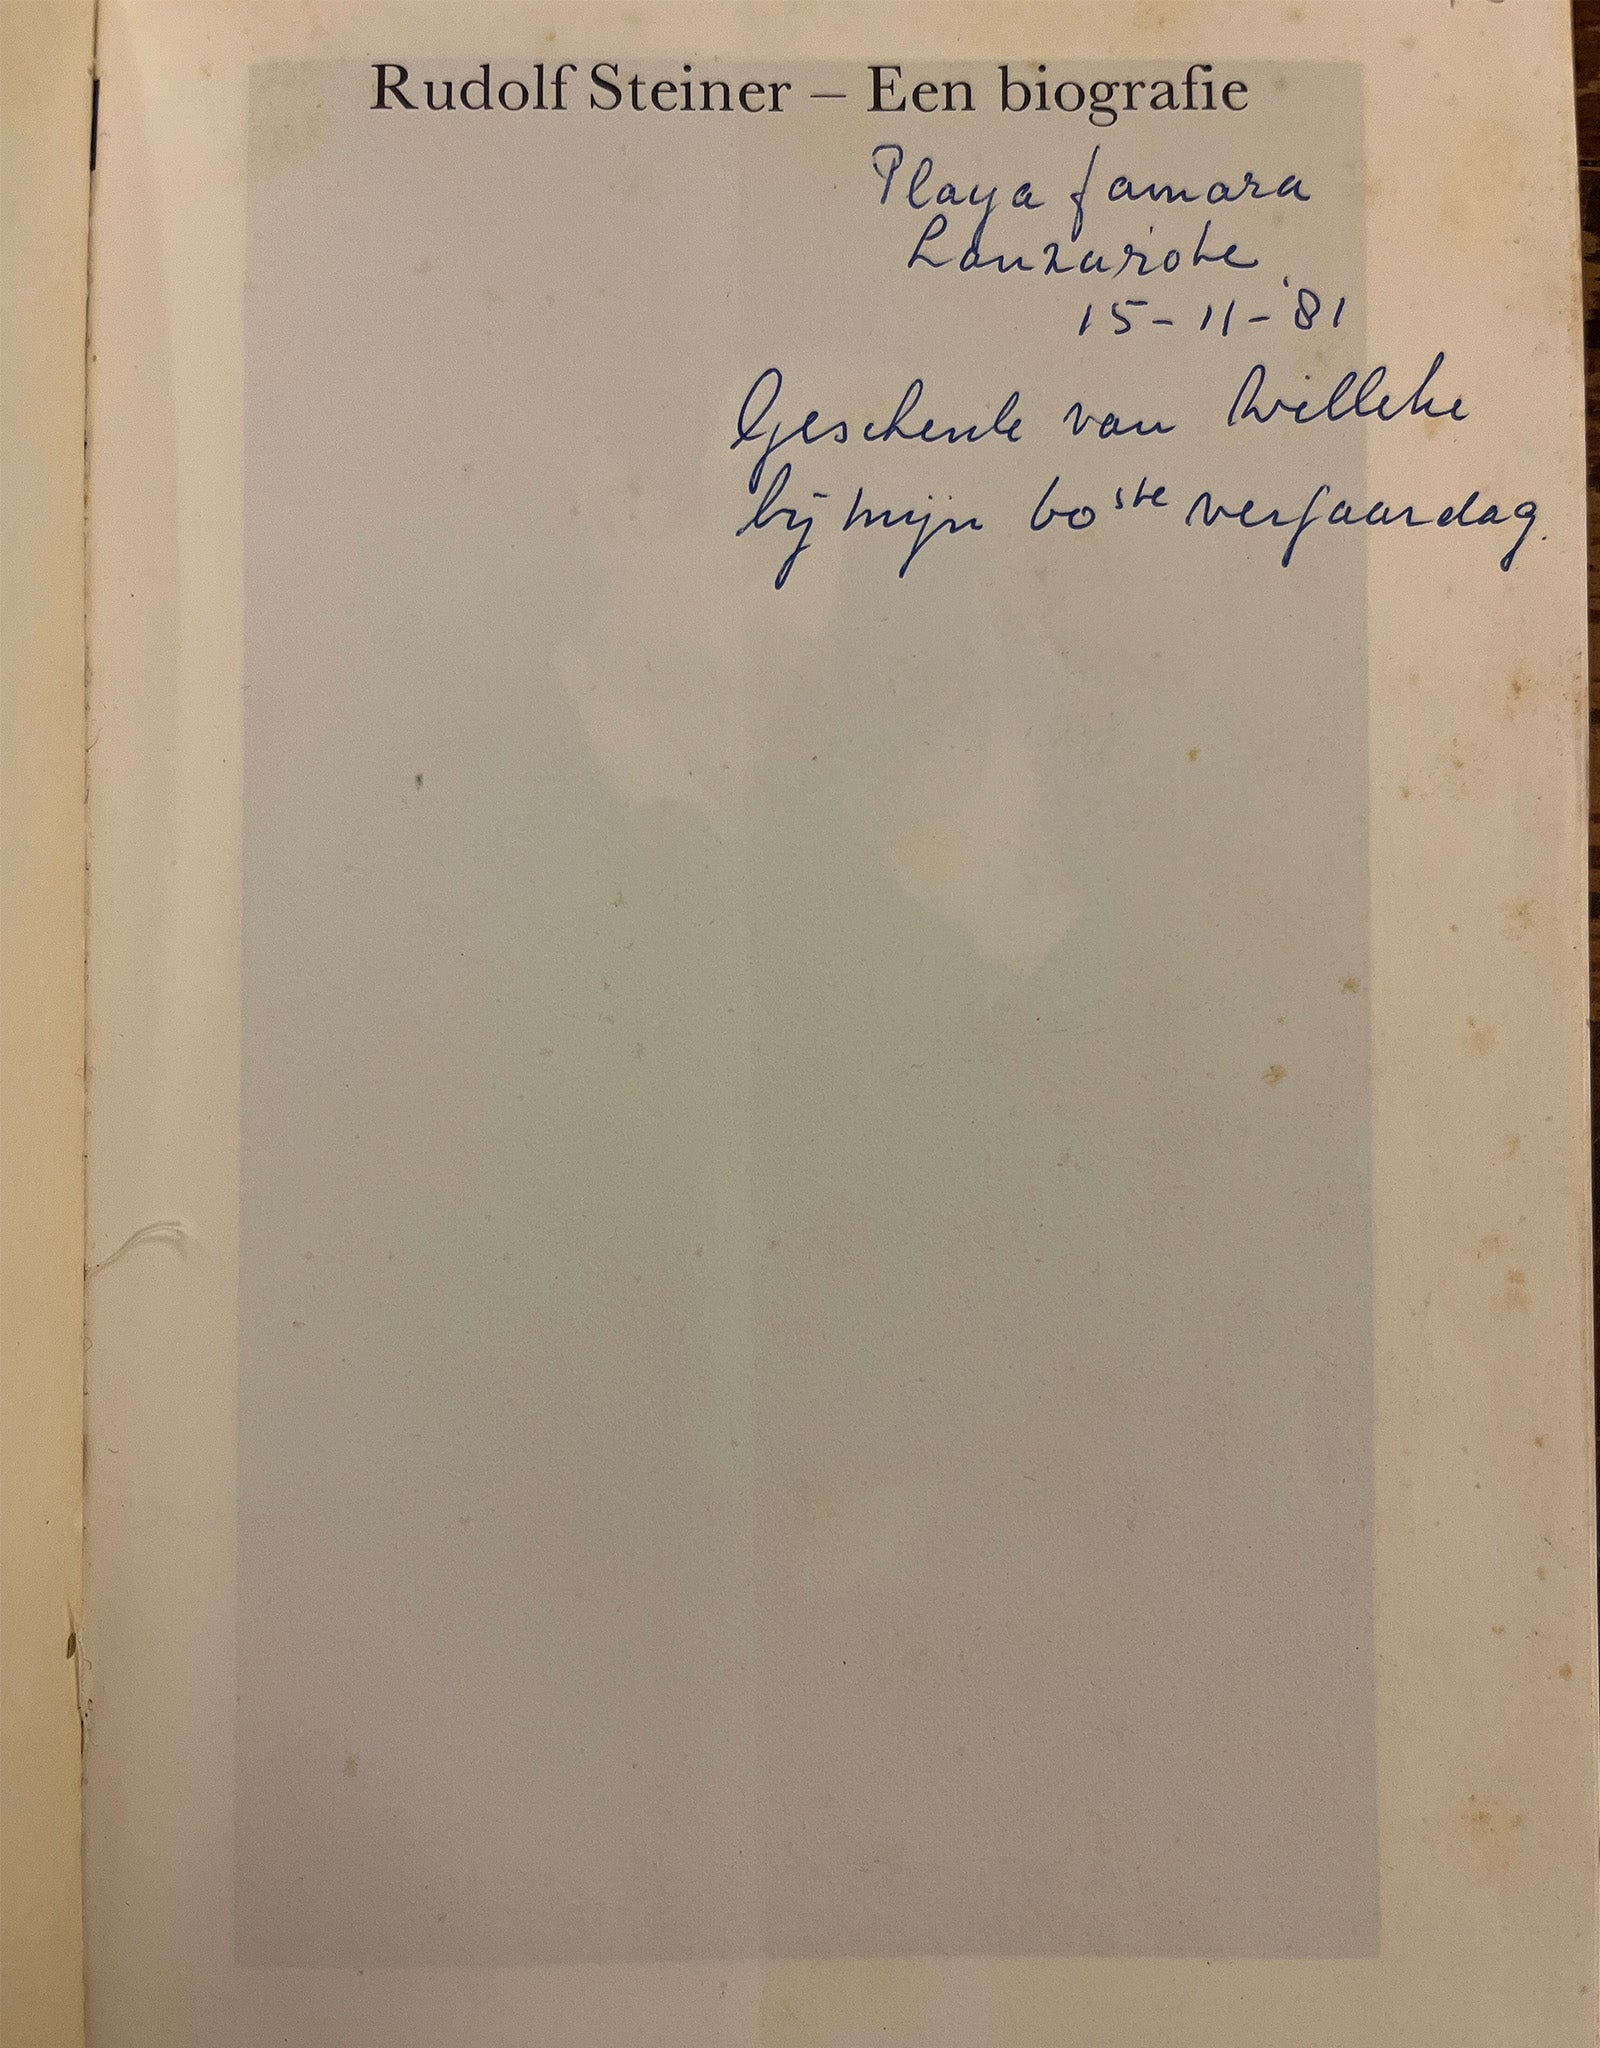 Rudolf Steiner – Een biografie
Playa famara
Lanzarote
15-11-'81
Geschenk van Willeke
bij mijn 60ste verjaardag.